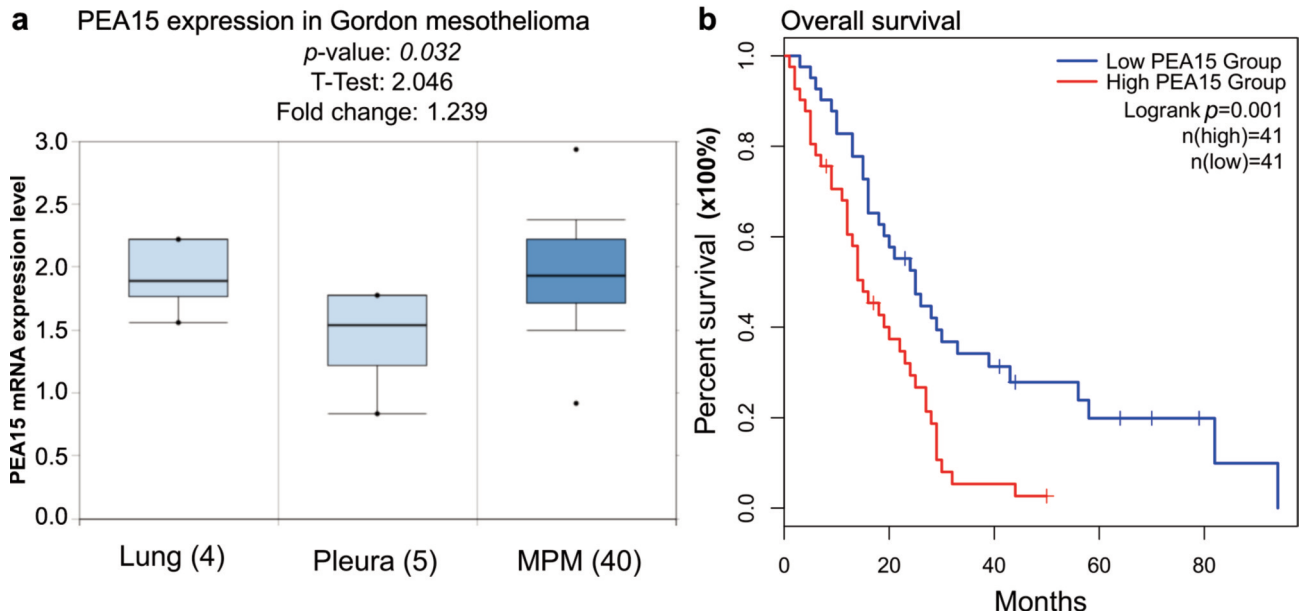 a PEA15 expression in Gordon mesothelioma
p-value: 0.032
T-Test: 2.046
Fold change: 1.239
PEA15 mRNA expression level
3.0
2.5
2.0
1.5
1.0
0.5
0.0
Lung (4) Pleura (5) MPM (40)
b Overall survival
Low PEA15 Group
High PEA15 Group
Logrank p=0.001
n(high)=41
n(low)=41
Percent survival (x100%)
1.0
0.8
0.6
0.4
0.2
0.0
0 20 40 60 80
Months